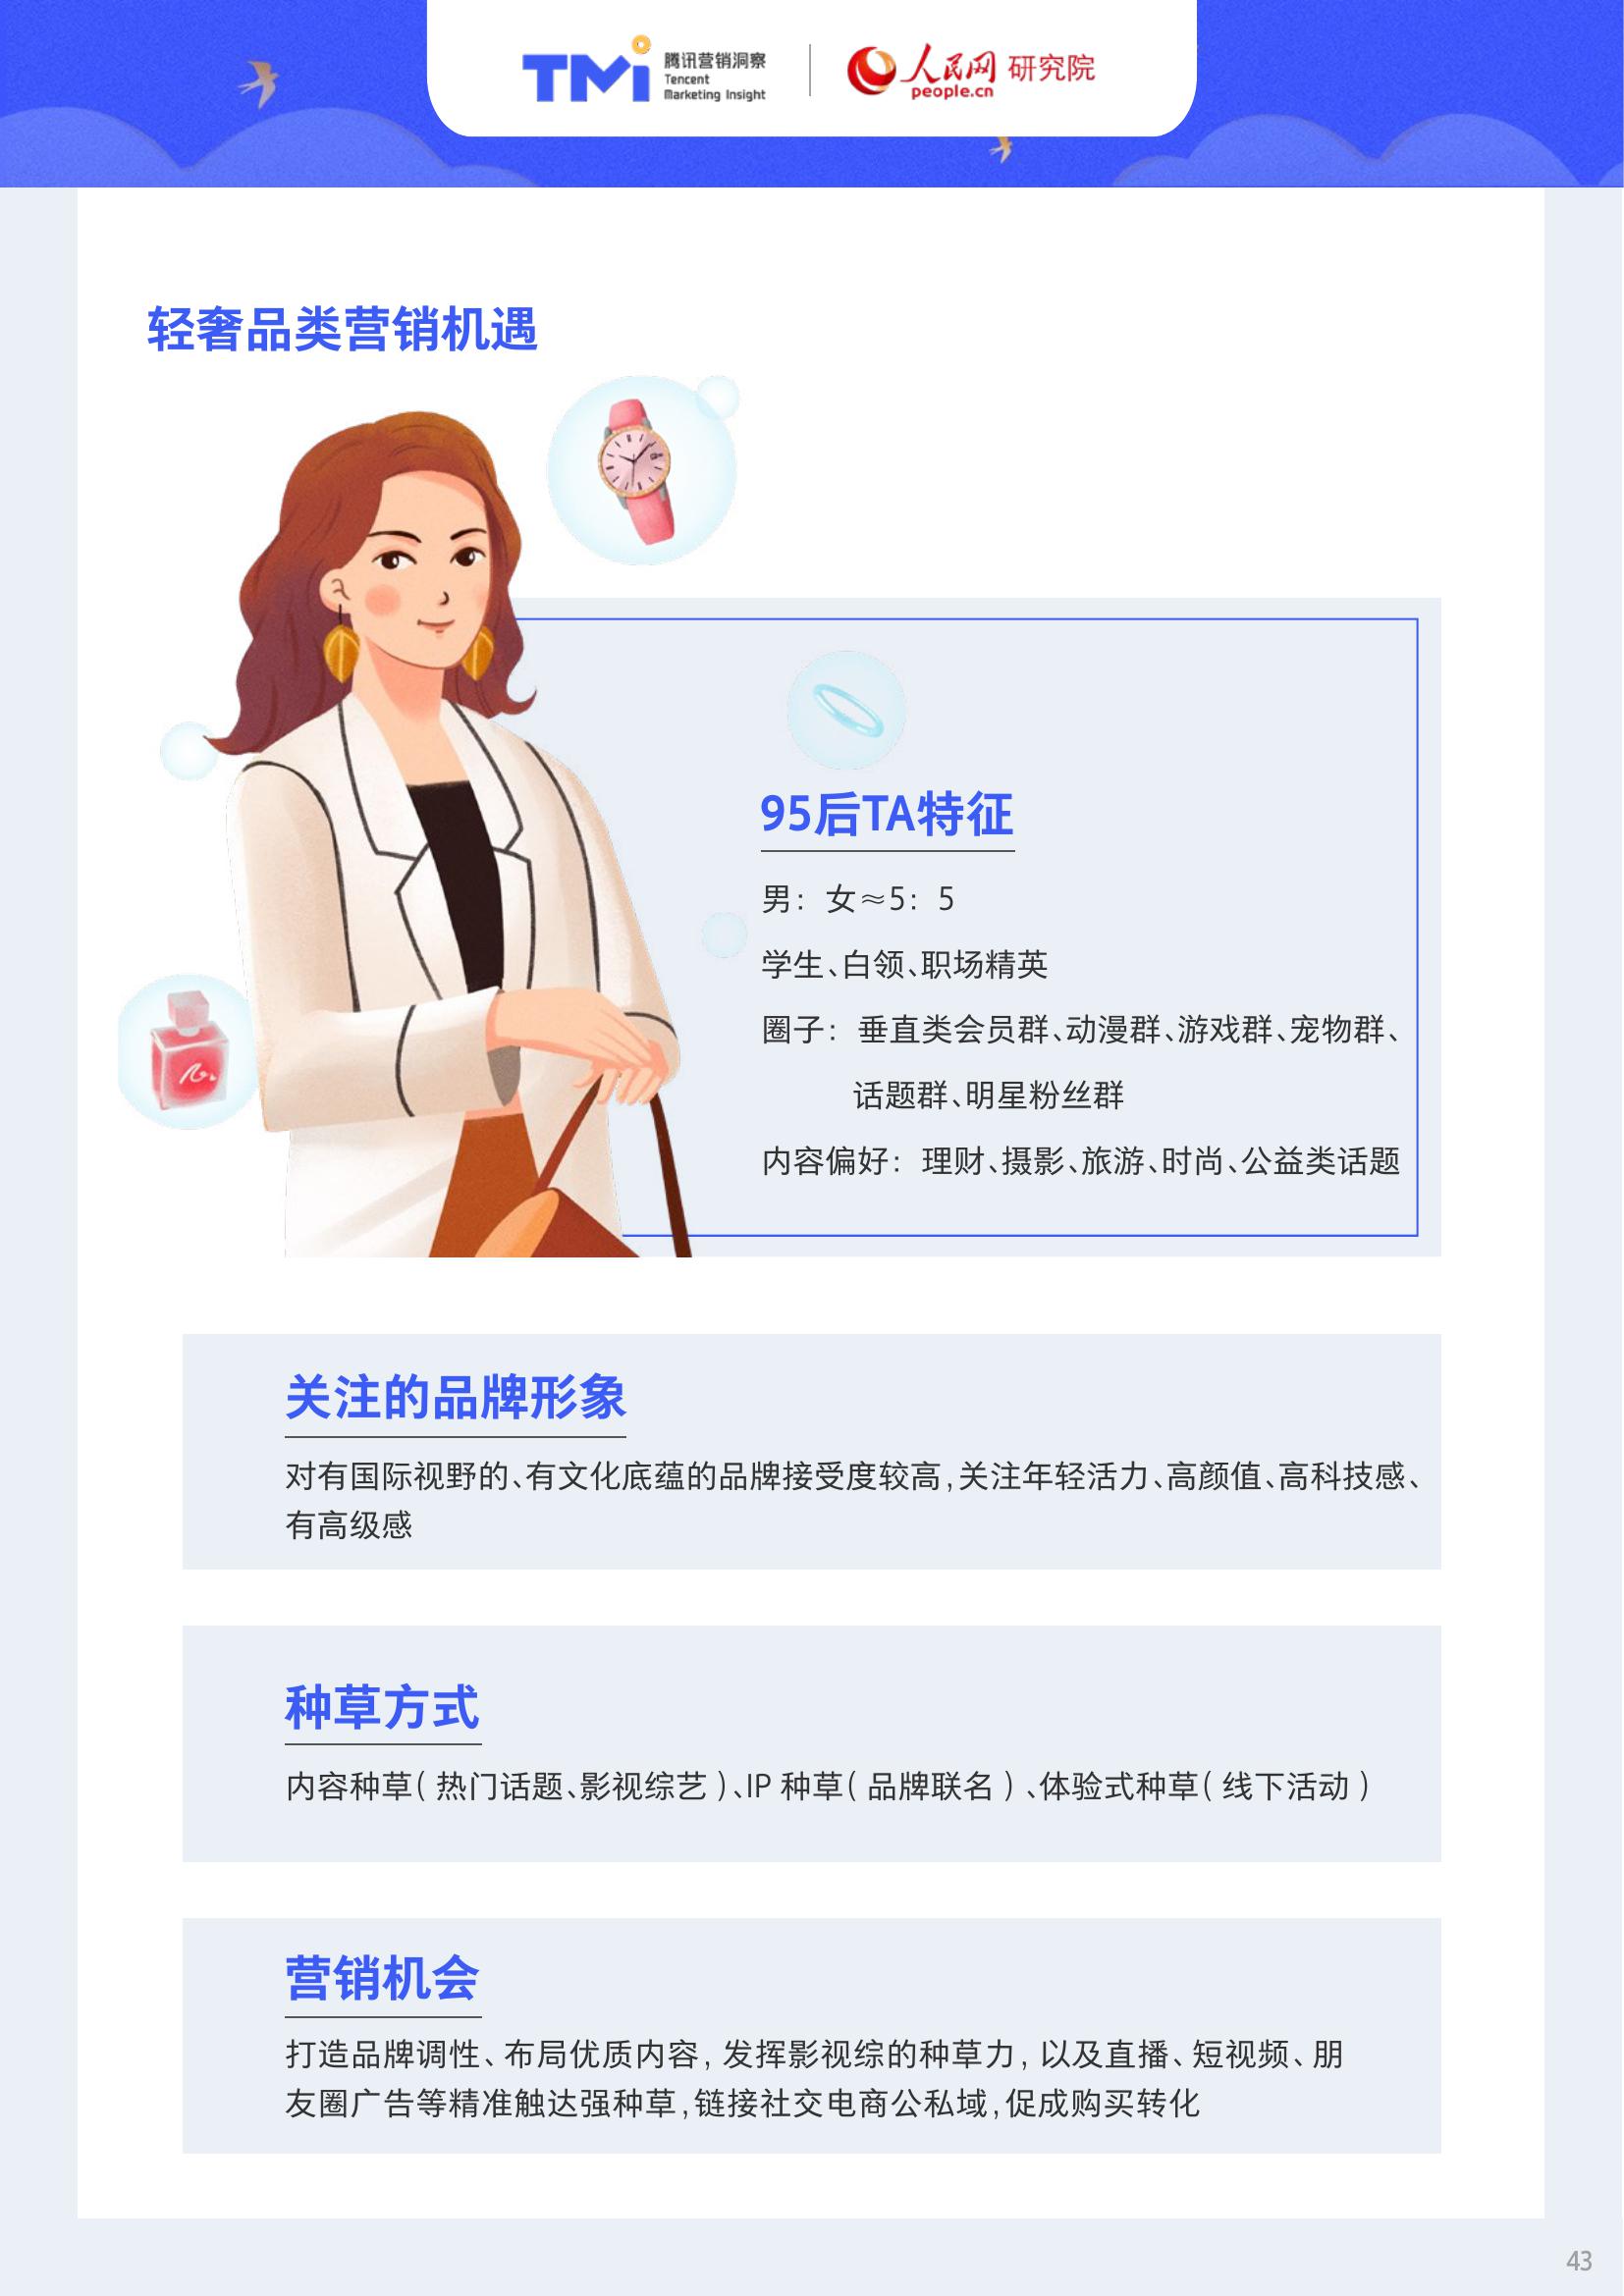 腾讯营销洞察
Tencent
Marketing Insight
TMi
人民网 研究院
people.cn
轻奢品类营销机遇
95后TA特征
男：女≈5：5
学生、白领、职场精英
圈子：垂直类会员群、动漫群、游戏群、宠物群、
话题群、明星粉丝群
内容偏好：理财、摄影、旅游、时尚、公益类话题
关注的品牌形象
对有国际视野的、有文化底蕴的品牌接受度较高,关注年轻活力、高颜值、高科技感、
有高级感
种草方式
内容种草( 热门话题、影视综艺 )、IP 种草( 品牌联名 ) 、体验式种草( 线下活动 )
营销机会
打造品牌调性、布局优质内容, 发挥影视综的种草力, 以及直播、短视频、朋
友圈广告等精准触达强种草,链接社交电商公私域,促成购买转化
43